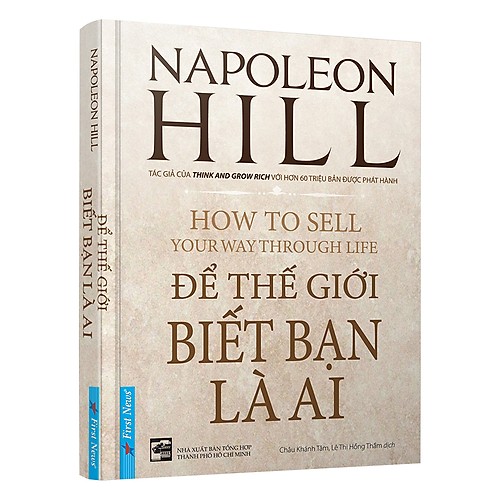 NAPOLEON
HILL
TÁC GIẢ CỦA THINK AND GROW RICH VỚI HƠN 60 TRIỆU BẢN ĐƯỢC PHÁT HÀNH
HOW TO SELL
YOUR WAY THROUGH LIFE
ĐỂ THẾ GIỚI
BIẾT BẠN
LÀ AI
First News
NHÀ XUẤT BẢN TỔNG HỢP
THÀNH PHỐ HỒ CHÍ MINH
Châu Khánh Tâm, Lê Thị Hồng Thắm dịch
NAPOLEON HILL
ĐỂ THẾ GIỚI
BIẾT BẠN LÀ AI
First News